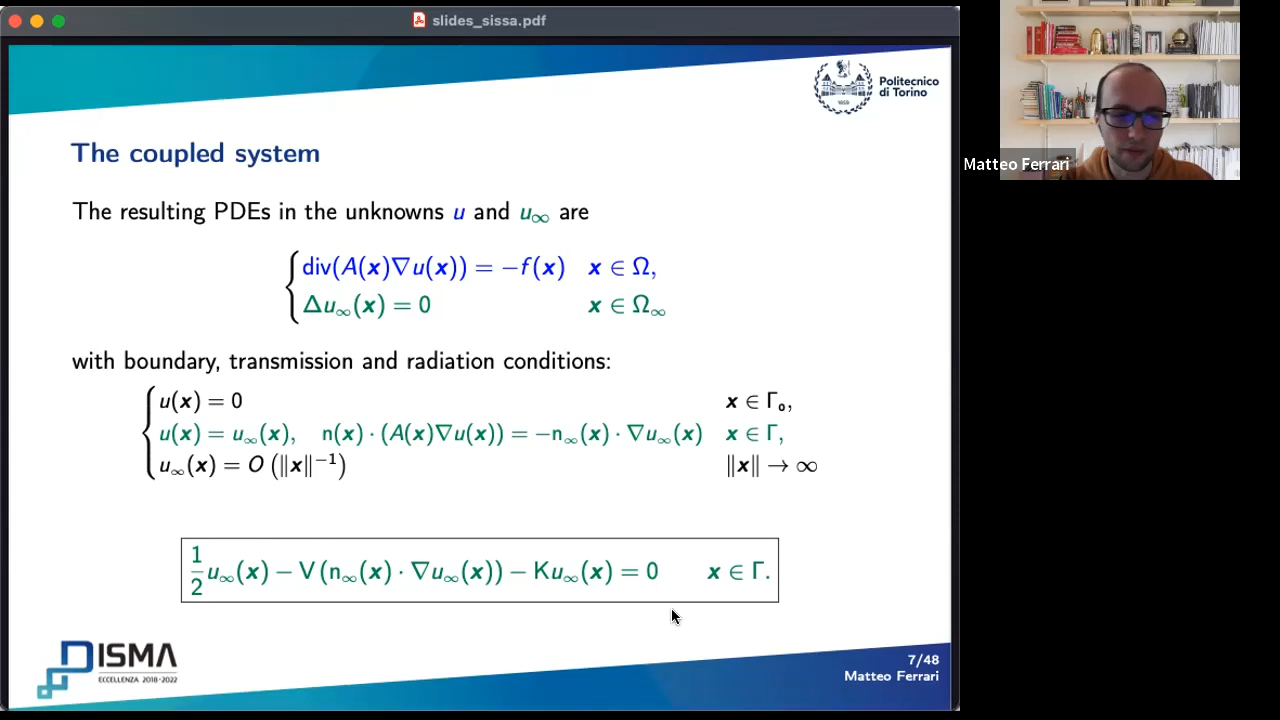 slides_sissa.pdf
Politecnico
di Torino
1859
The coupled system
The resulting PDEs in the unknowns u and u∞ are
div(A(x)∇u(x)) = −f(x) x ∈ Ω,
Δu∞(x) = 0 x ∈ Ω∞
with boundary, transmission and radiation conditions:
u(x) = 0 x ∈ Γ₀,
u(x) = u∞(x), n(x) · (A(x)∇u(x)) = −n∞(x) · ∇u∞(x) x ∈ Γ,
u∞(x) = O (‖x‖⁻¹) ‖x‖ → ∞
1/2 u∞(x) − V (n∞(x) · ∇u∞(x)) − Ku∞(x) = 0 x ∈ Γ.
DISMA
ECCELLENZA 2018-2022
7/48
Matteo Ferrari
Matteo Ferrari